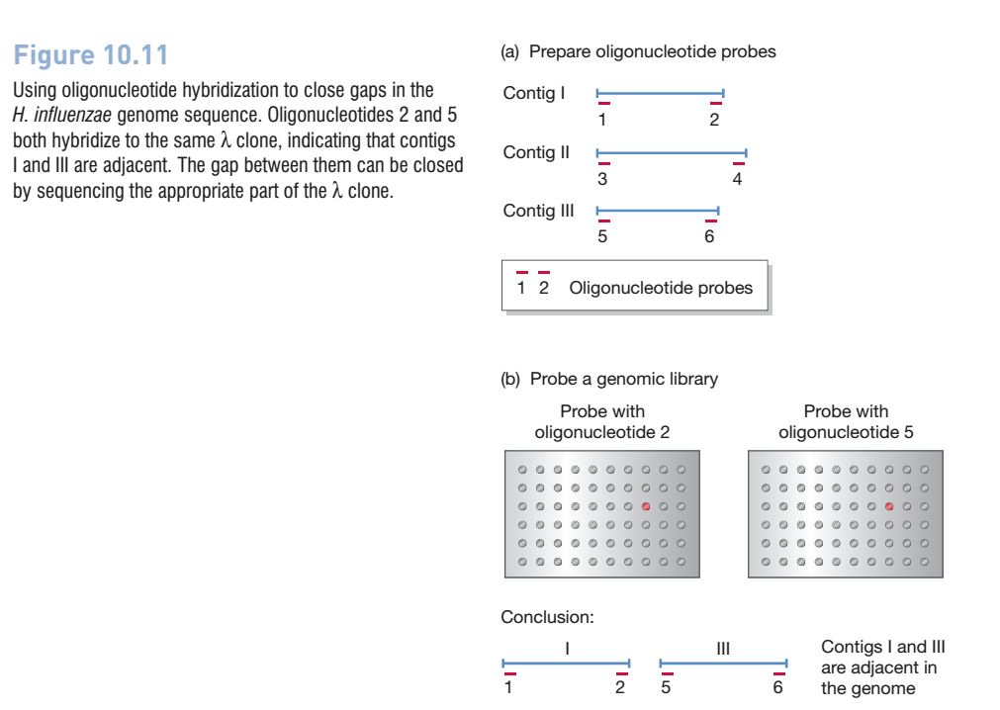 Figure 10.11
Using oligonucleotide hybridization to close gaps in the
H. influenzae genome sequence. Oligonucleotides 2 and 5
both hybridize to the same λ clone, indicating that contigs
I and III are adjacent. The gap between them can be closed
by sequencing the appropriate part of the λ clone.
(a) Prepare oligonucleotide probes
Contig I
1 2
Contig II
3 4
Contig III
5 6
1 2 Oligonucleotide probes
(b) Probe a genomic library
Probe with
oligonucleotide 2
Probe with
oligonucleotide 5
Conclusion:
I III
1 2 5 6
Contigs I and III
are adjacent in
the genome